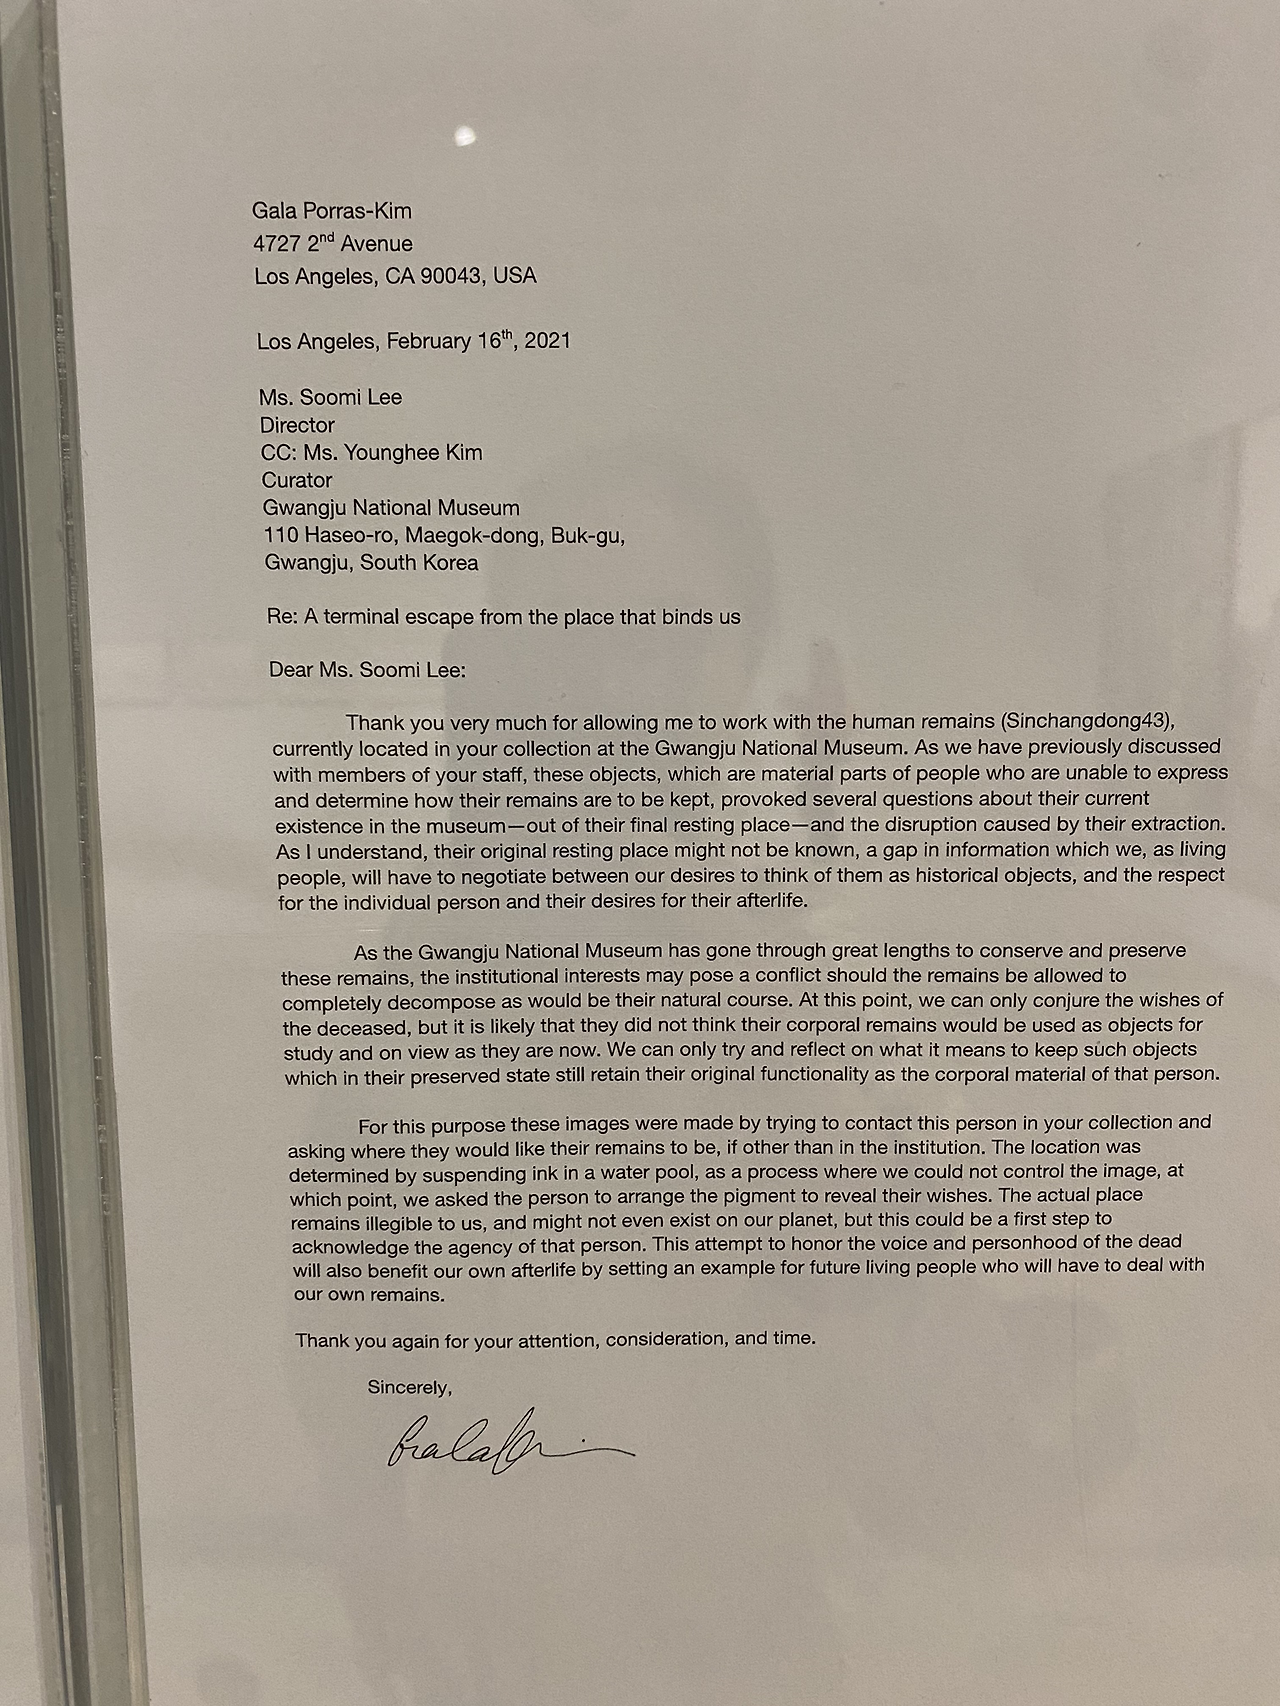 Gala Porras-Kim
4727 2nd Avenue
Los Angeles, CA 90043, USA
Los Angeles, February 16th, 2021
Ms. Soomi Lee
Director
CC: Ms. Younghee Kim
Curator
Gwangju National Museum
110 Haseo-ro, Maegok-dong, Buk-gu,
Gwangju, South Korea
Re: A terminal escape from the place that binds us
Dear Ms. Soomi Lee:
Thank you very much for allowing me to work with the human remains (Sinchangdong43),
currently located in your collection at the Gwangju National Museum. As we have previously discussed
with members of your staff, these objects, which are material parts of people who are unable to express
and determine how their remains are to be kept, provoked several questions about their current
existence in the museum—out of their final resting place—and the disruption caused by their extraction.
As I understand, their original resting place might not be known, a gap in information which we, as living
people, will have to negotiate between our desires to think of them as historical objects, and the respect
for the individual person and their desires for their afterlife.
As the Gwangju National Museum has gone through great lengths to conserve and preserve
these remains, the institutional interests may pose a conflict should the remains be allowed to
completely decompose as would be their natural course. At this point, we can only conjure the wishes of
the deceased, but it is likely that they did not think their corporal remains would be used as objects for
study and on view as they are now. We can only try and reflect on what it means to keep such objects
which in their preserved state still retain their original functionality as the corporal material of that person.
For this purpose these images were made by trying to contact this person in your collection and
asking where they would like their remains to be, if other than in the institution. The location was
determined by suspending ink in a water pool, as a process where we could not control the image, at
which point, we asked the person to arrange the pigment to reveal their wishes. The actual place
remains illegible to us, and might not even exist on our planet, but this could be a first step to
acknowledge the agency of that person. This attempt to honor the voice and personhood of the dead
will also benefit our own afterlife by setting an example for future living people who will have to deal with
our own remains.
Thank you again for your attention, consideration, and time.
Sincerely,